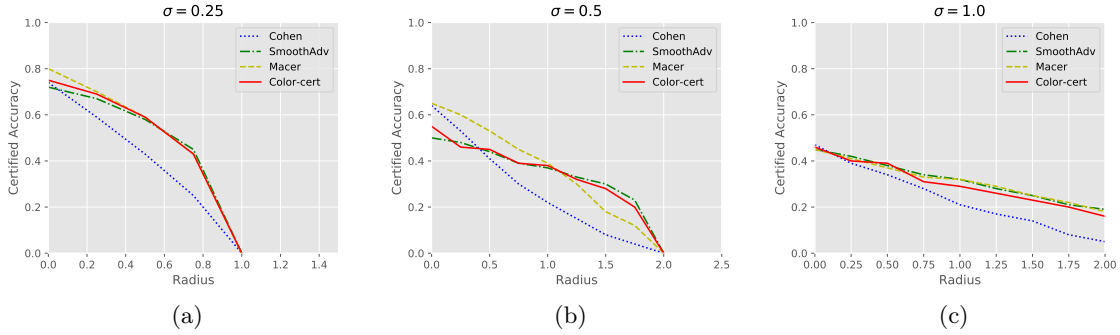 σ = 0.25
Certified Accuracy
1.0
0.8
0.6
0.4
0.2
0.0
Cohen
SmoothAdv
Macer
Color-cert
0.0 0.2 0.4 0.6 0.8 1.0 1.2 1.4
Radius
(a)
σ = 0.5
Certified Accuracy
1.0
0.8
0.6
0.4
0.2
0.0
Cohen
SmoothAdv
Macer
Color-cert
0.0 0.5 1.0 1.5 2.0 2.5
Radius
(b)
σ = 1.0
Certified Accuracy
1.0
0.8
0.6
0.4
0.2
0.0
Cohen
SmoothAdv
Macer
Color-cert
0.00 0.25 0.50 0.75 1.00 1.25 1.50 1.75 2.00
Radius
(c)